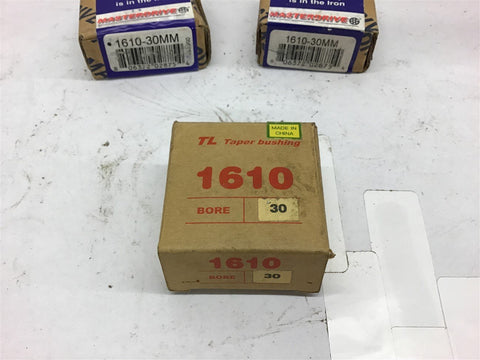 is in the Iron
MASTERDRIVE
1610-30MM
is in the Iron
MASTERDRIVE
1610-30MM
MADE IN
CHINA
TL Taper bushing
1610
BORE 30
1610
BORE 30